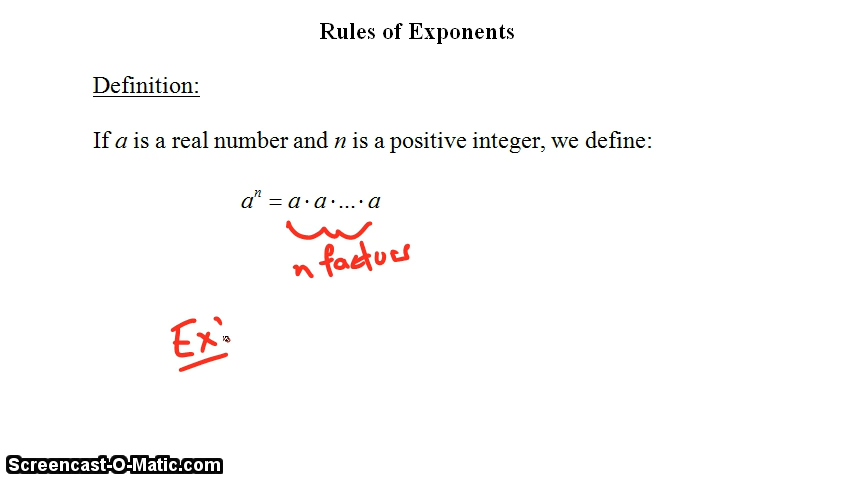 Rules of Exponents
Definition:
If a is a real number and n is a positive integer, we define:
aⁿ = a · a · ... · a
n factors
Ex:
Screencast-O-Matic.com